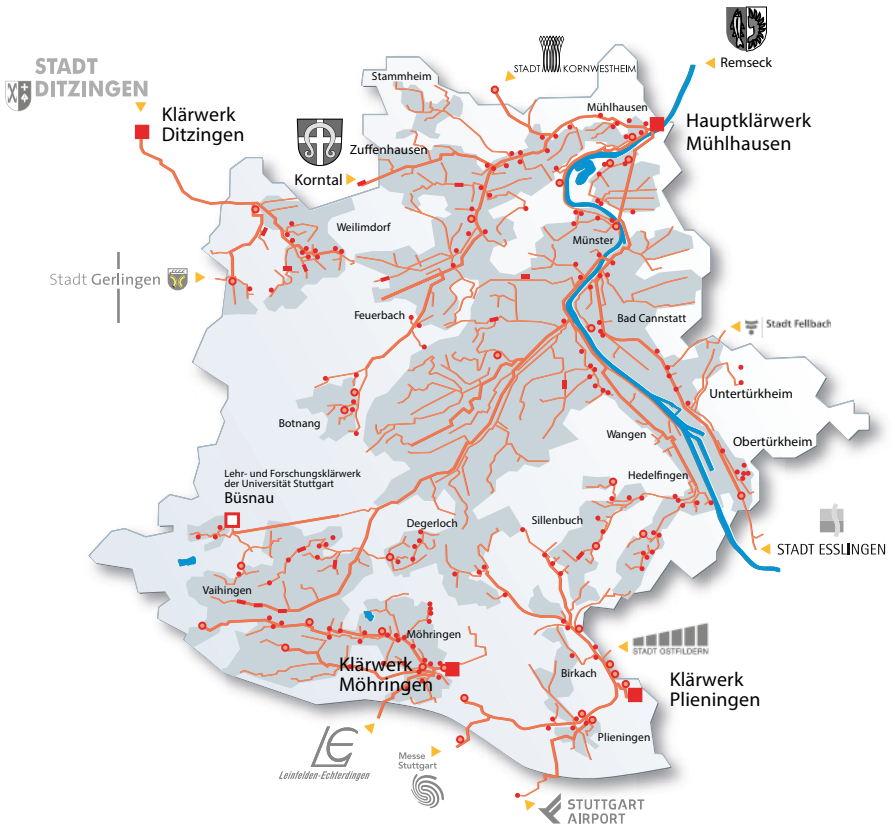 STADT KORNWESTHEIM
Remseck
STADT
DITZINGEN
Klärwerk
Ditzingen
Stammheim
Mühlhausen
Hauptklärwerk
Mühlhausen
Zuffenhausen
Korntal
Weilimdorf
Münster
Stadt Gerlingen
Feuerbach
Bad Cannstatt
Stadt Fellbach
Untertürkheim
Botnang
Wangen
Obertürkheim
Lehr- und Forschungsklärwerk
der Universität Stuttgart
Büsnau
Hedelfingen
Degerloch
Sillenbuch
STADT ESSLINGEN
Vaihingen
Möhringen
STADT OSTFILDERN
Klärwerk
Möhringen
Birkach
Klärwerk
Plieningen
Plieningen
LE
Leinfelden-Echterdingen
Messe
Stuttgart
STUTTGART
AIRPORT